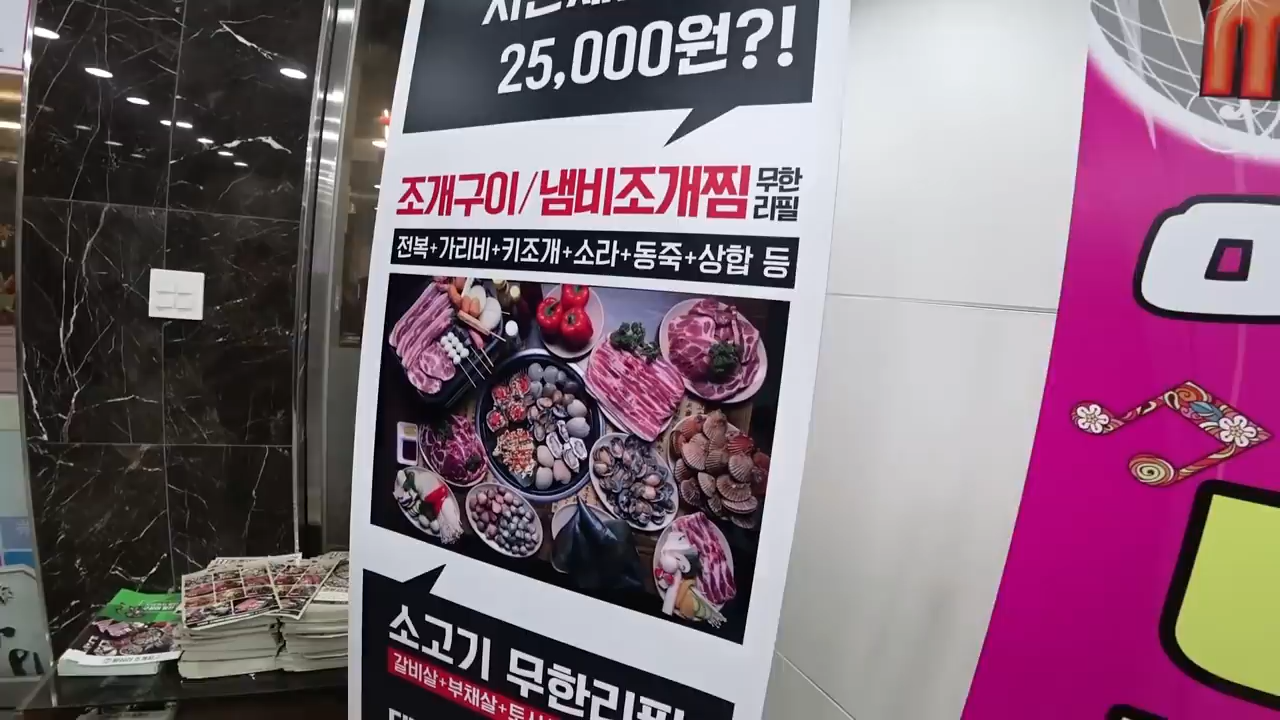 25,000원?!
조개구이/냄비조개찜 무한
리필
전복+가리비+키조개+소라+동죽+상합 등
소고기 무한리필
갈비살+부채살+토시